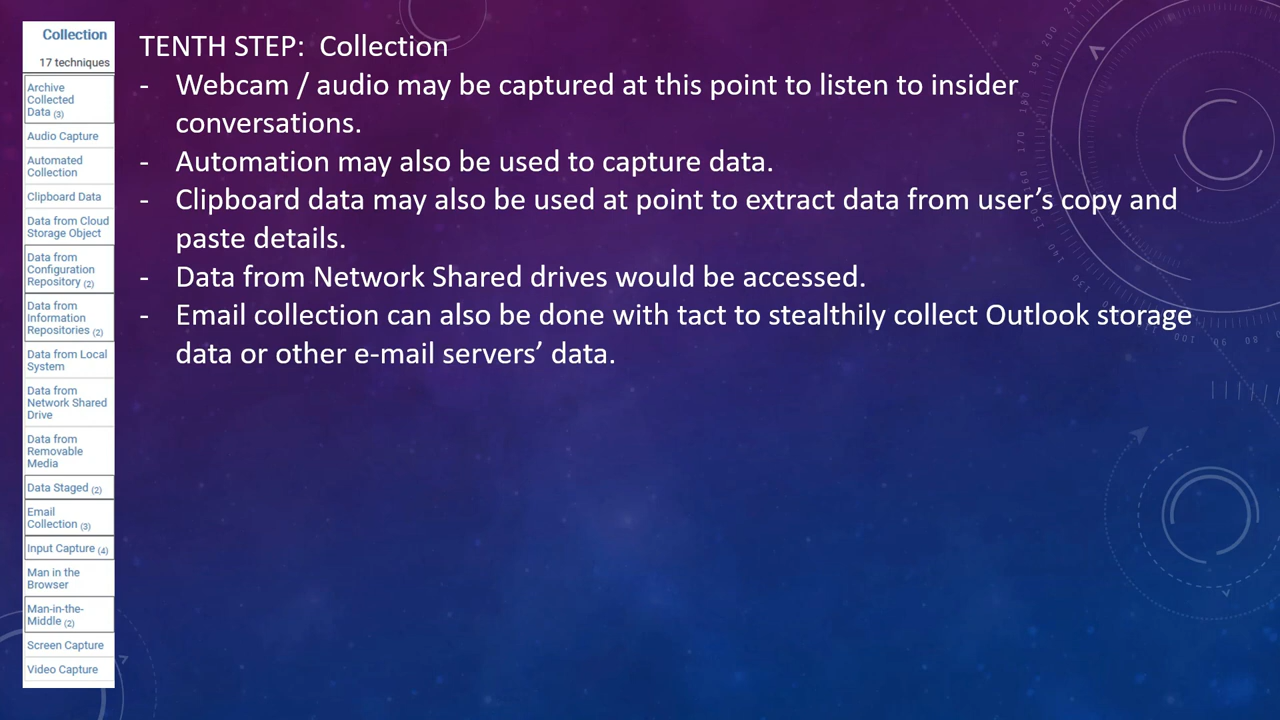 Collection
17 techniques
Archive
Collected
Data (3)
Audio Capture
Automated
Collection
Clipboard Data
Data from Cloud
Storage Object
Data from
Configuration
Repository (2)
Data from
Information
Repositories (2)
Data from Local
System
Data from
Network Shared
Drive
Data from
Removable
Media
Data Staged (2)
Email
Collection (3)
Input Capture (4)
Man in the
Browser
Man-in-the-
Middle (2)
Screen Capture
Video Capture
TENTH STEP: Collection
- Webcam / audio may be captured at this point to listen to insider
conversations.
- Automation may also be used to capture data.
- Clipboard data may also be used at point to extract data from user’s copy and
paste details.
- Data from Network Shared drives would be accessed.
- Email collection can also be done with tact to stealthily collect Outlook storage
data or other e-mail servers’ data.